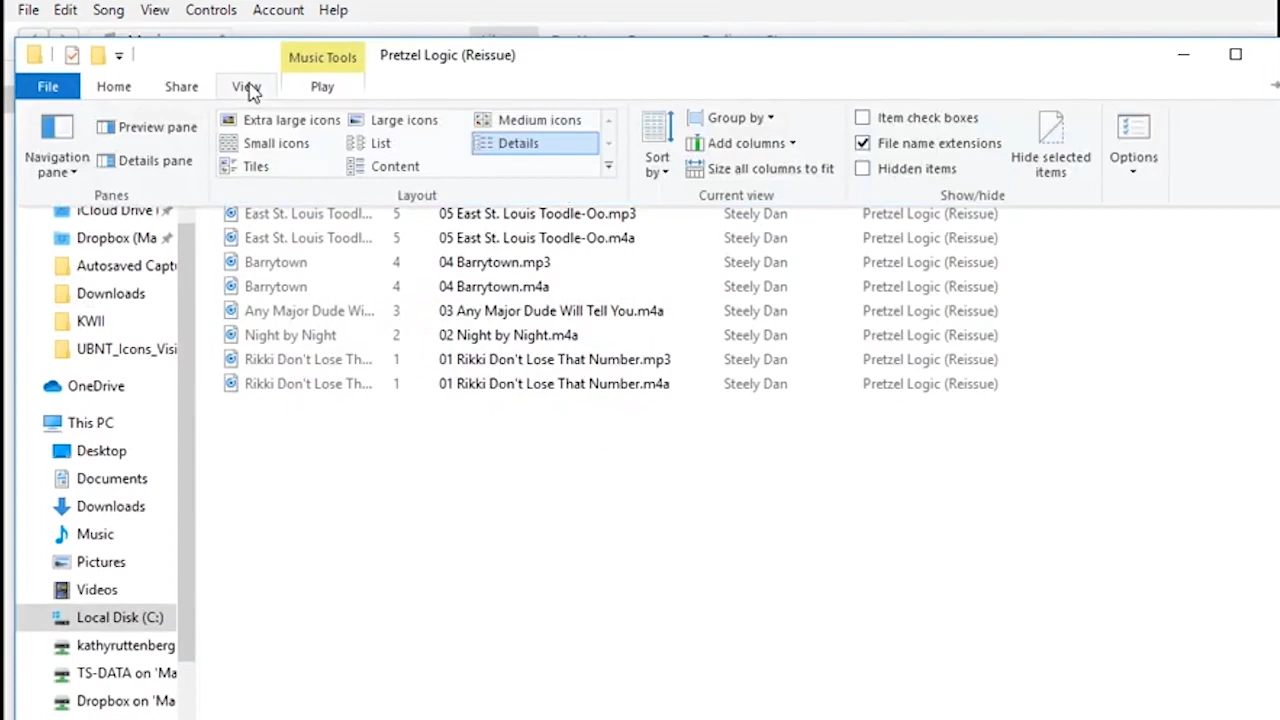 File Edit Song View Controls Account Help
Music Tools Pretzel Logic (Reissue)
File Home Share View Play
Navigation pane
Preview pane
Details pane
Panes
Extra large icons Large icons Medium icons
Small icons List Details
Tiles Content
Layout
Sort by
Group by
Add columns
Size all columns to fit
Current view
Item check boxes
File name extensions
Hidden items
Hide selected items
Show/hide
Options
iCloud Drive (
Dropbox (Ma
Autosaved Captu
Downloads
KWII
UBNT_Icons_Visi
OneDrive
This PC
Desktop
Documents
Downloads
Music
Pictures
Videos
Local Disk (C:)
kathyruttenberg
TS-DATA on 'Ma
Dropbox on 'Ma
East St. Louis Toodl... 5 05 East St. Louis Toodle-Oo.mp3 Steely Dan Pretzel Logic (Reissue)
East St. Louis Toodl... 5 05 East St. Louis Toodle-Oo.m4a Steely Dan Pretzel Logic (Reissue)
Barrytown 4 04 Barrytown.mp3 Steely Dan Pretzel Logic (Reissue)
Barrytown 4 04 Barrytown.m4a Steely Dan Pretzel Logic (Reissue)
Any Major Dude Wi... 3 03 Any Major Dude Will Tell You.m4a Steely Dan Pretzel Logic (Reissue)
Night by Night 2 02 Night by Night.m4a Steely Dan Pretzel Logic (Reissue)
Rikki Don't Lose Th... 1 01 Rikki Don't Lose That Number.mp3 Steely Dan Pretzel Logic (Reissue)
Rikki Don't Lose Th... 1 01 Rikki Don't Lose That Number.m4a Steely Dan Pretzel Logic (Reissue)